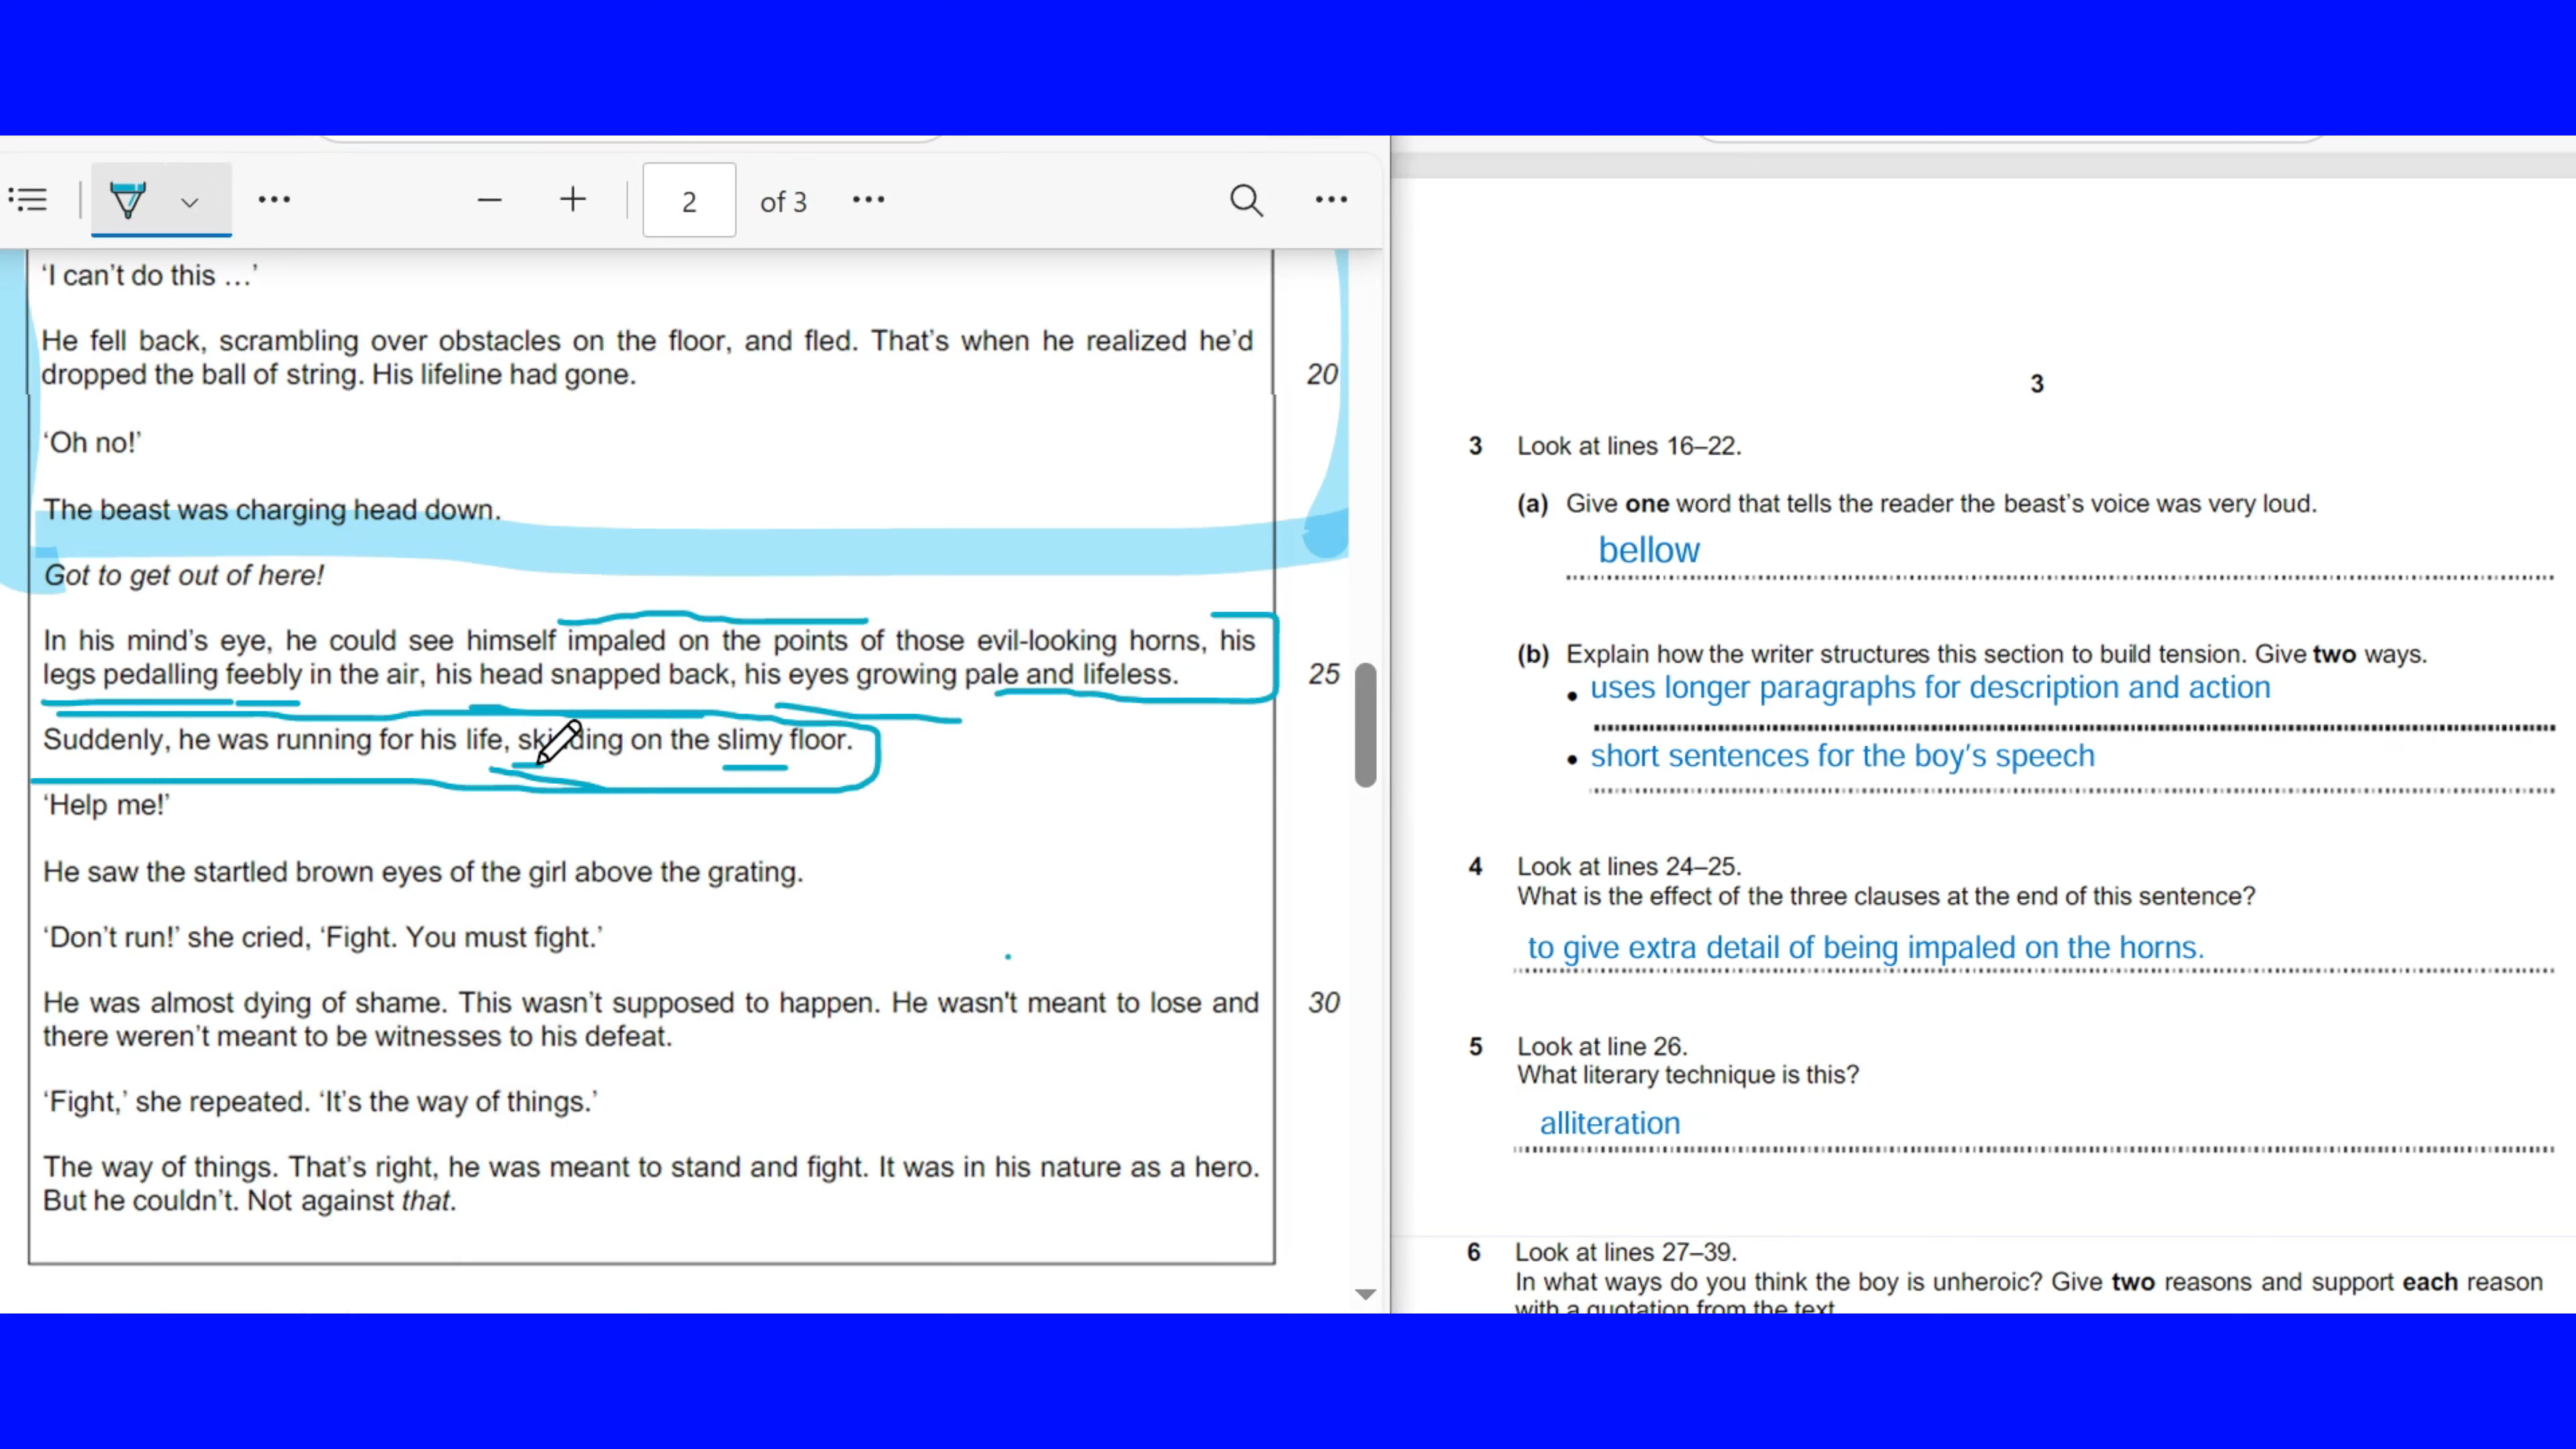 2 of 3
'I can't do this …'
He fell back, scrambling over obstacles on the floor, and fled. That's when he realized he'd
dropped the ball of string. His lifeline had gone.
20
'Oh no!'
The beast was charging head down.
Got to get out of here!
In his mind's eye, he could see himself impaled on the points of those evil-looking horns, his
legs pedalling feebly in the air, his head snapped back, his eyes growing pale and lifeless.
25
Suddenly, he was running for his life, skidding on the slimy floor.
'Help me!'
He saw the startled brown eyes of the girl above the grating.
'Don't run!' she cried, 'Fight. You must fight.'
He was almost dying of shame. This wasn't supposed to happen. He wasn't meant to lose and
30
there weren't meant to be witnesses to his defeat.
'Fight,' she repeated. 'It's the way of things.'
The way of things. That's right, he was meant to stand and fight. It was in his nature as a hero.
But he couldn't. Not against that.
3
3 Look at lines 16–22.
(a) Give one word that tells the reader the beast's voice was very loud.
bellow
(b) Explain how the writer structures this section to build tension. Give two ways.
• uses longer paragraphs for description and action
• short sentences for the boy's speech
4 Look at lines 24–25.
What is the effect of the three clauses at the end of this sentence?
to give extra detail of being impaled on the horns.
5 Look at line 26.
What literary technique is this?
alliteration
6 Look at lines 27–39.
In what ways do you think the boy is unheroic? Give two reasons and support each reason
with a quotation from the text